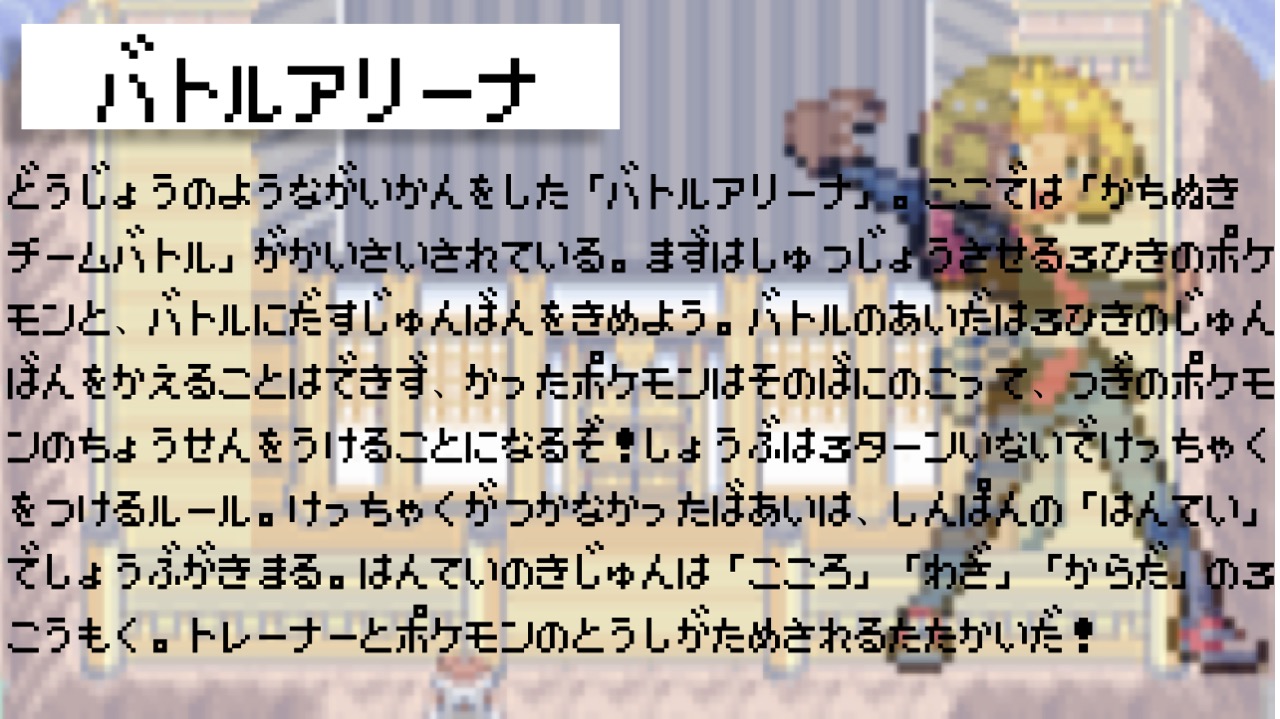 バトルアリーナ
どうじょうのようながいかんをした「バトルアリーナ」。ここでは「かちぬき
チームバトル」がかいさいされている。まずはしゅつじょうさせる3ひきのポケ
モンと、バトルにだすじゅんばんをきめよう。バトルのあいだは3ひきのじゅん
ばんをかえることはできず、かったポケモンはそのばにのこって、つぎのポケモ
ンのちょうせんをうけることになるぞ！しょうぶは3ターンいないでけっちゃく
をつけるルール。けっちゃくがつかなかったばあいは、しんぱんの「はんてい」
でしょうぶがきまる。はんていのきじゅんは「こころ」「わざ」「からだ」の3
こうもく。トレーナーとポケモンのとうしがためされるたたかいだ！